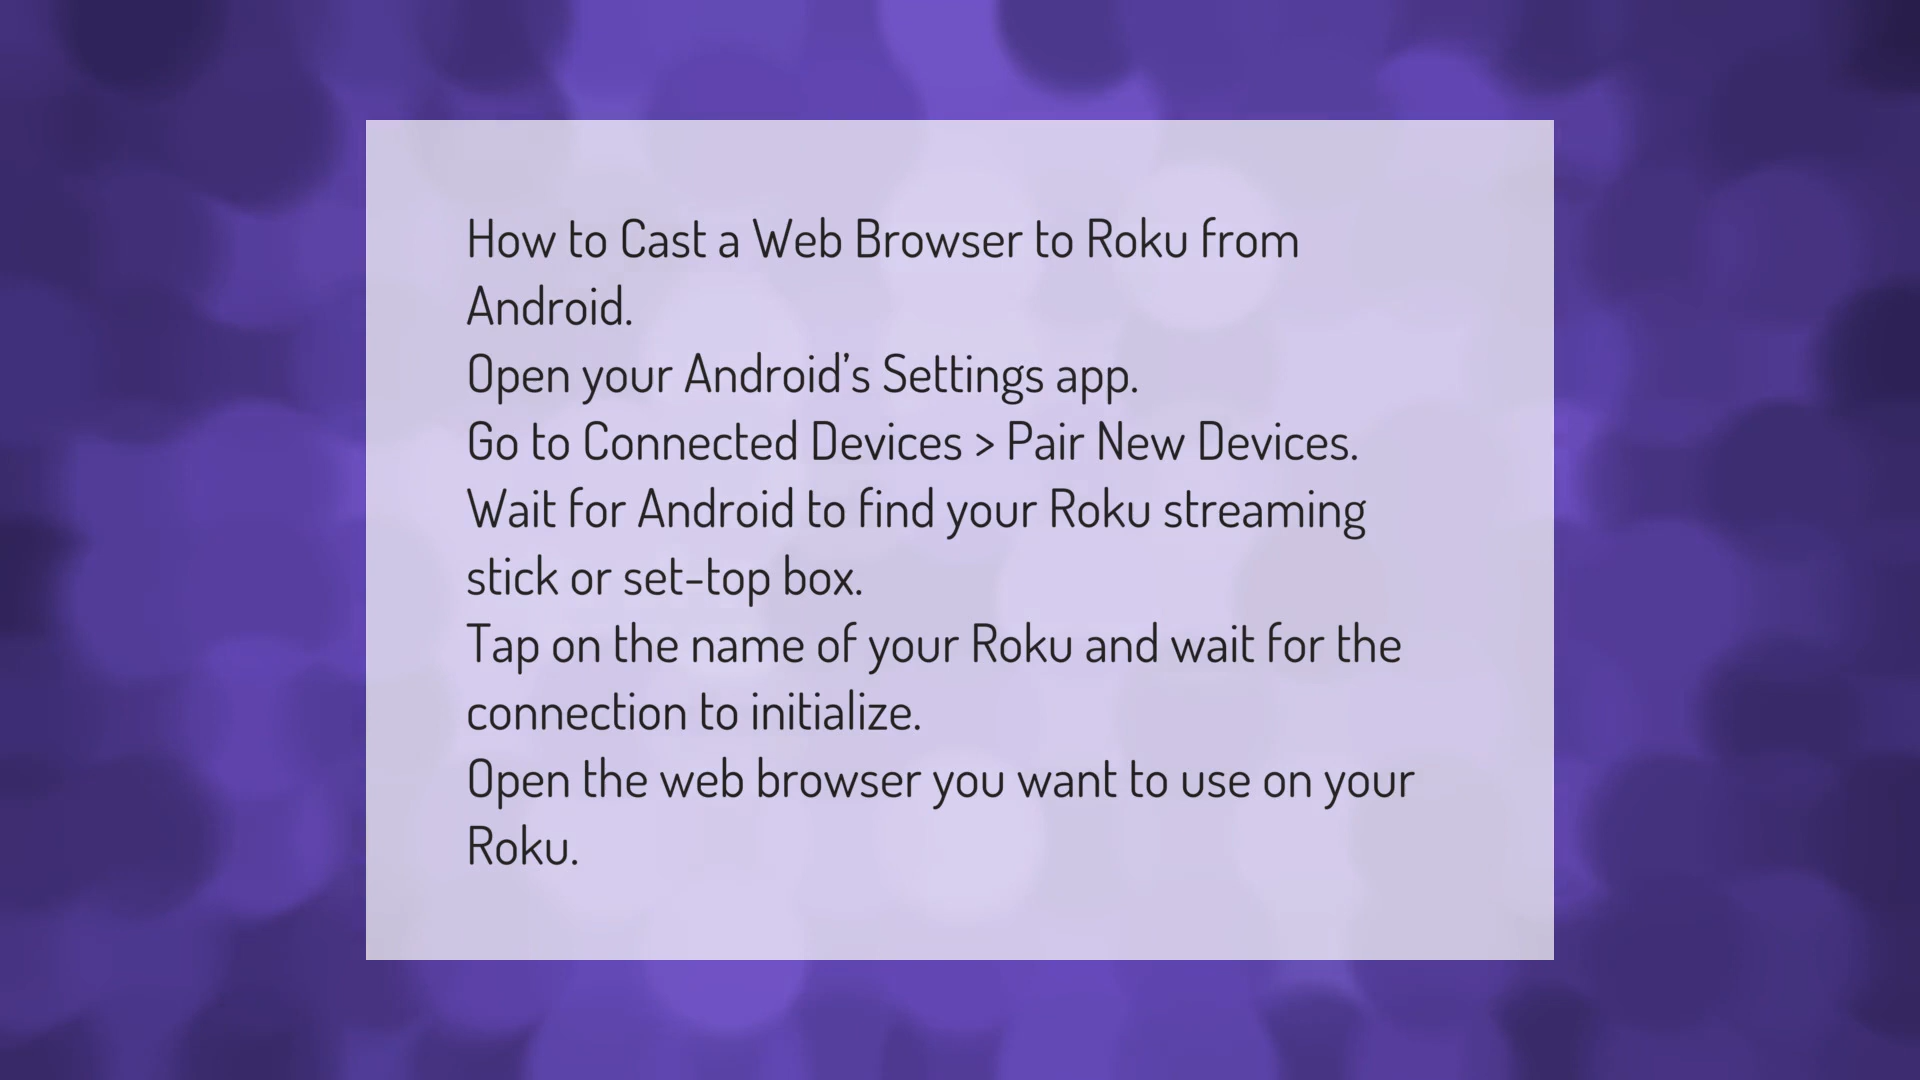 How to Cast a Web Browser to Roku from
Android.
Open your Android’s Settings app.
Go to Connected Devices > Pair New Devices.
Wait for Android to find your Roku streaming
stick or set-top box.
Tap on the name of your Roku and wait for the
connection to initialize.
Open the web browser you want to use on your
Roku.